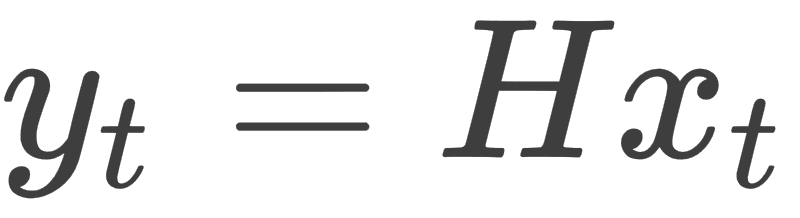 y_t = Hx_t